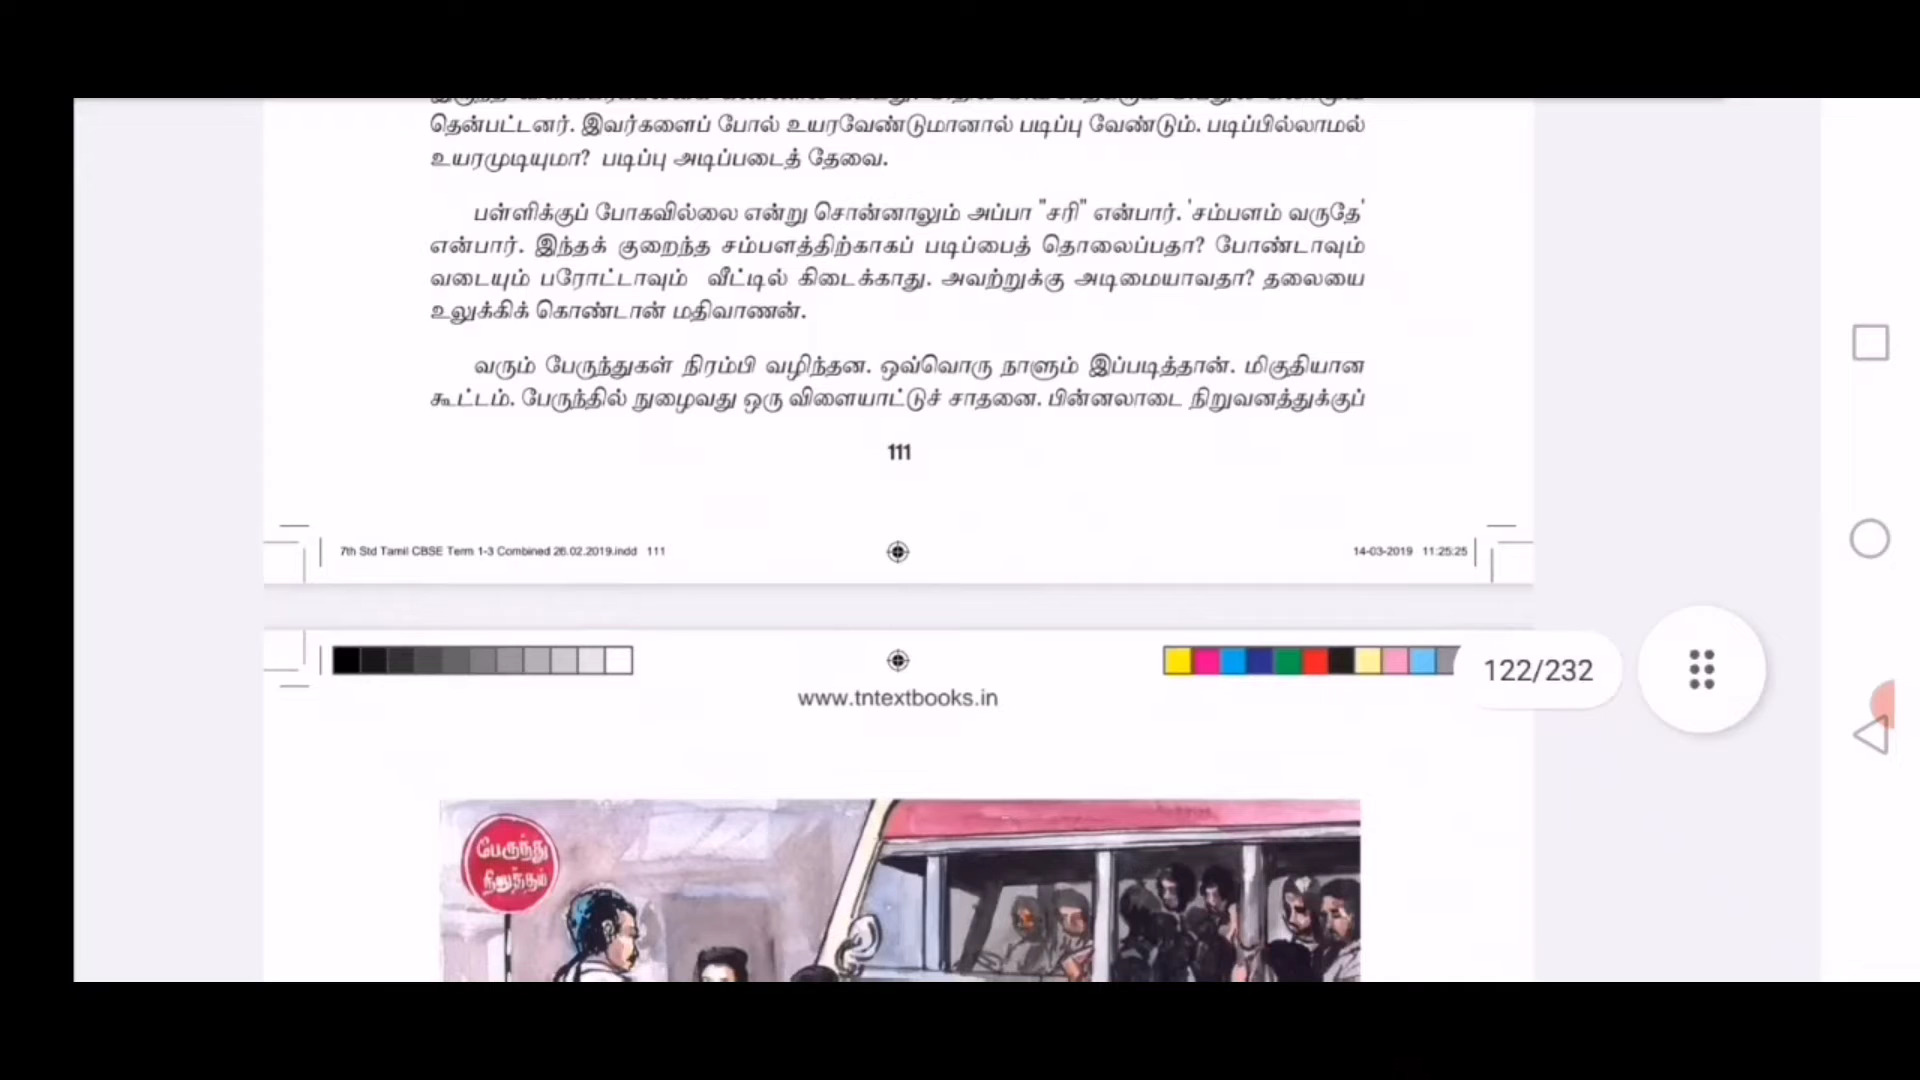 தென்பட்டனர். இவர்களைப் போல் உயரவேண்டுமானால் படிப்பு வேண்டும். படிப்பில்லாமல்
உயரமுடியுமா? படிப்பு அடிப்படைத் தேவை.
பள்ளிக்குப் போகவில்லை என்று சொன்னாலும் அப்பா "சரி" என்பார். 'சம்பளம் வருதே'
என்பார். இந்தக் குறைந்த சம்பளத்திற்காகப் படிப்பைத் தொலைப்பதா? போண்டாவும்
வடையும் பரோட்டாவும் வீட்டில் கிடைக்காது. அவற்றுக்கு அடிமையாவதா? தலையை
உலுக்கிக் கொண்டான் மதிவாணன்.
வரும் பேருந்துகள் நிரம்பி வழிந்தன. ஒவ்வொரு நாளும் இப்படித்தான். மிகுதியான
கூட்டம். பேருந்தில் நுழைவது ஒரு விளையாட்டுச் சாதனை. பின்னலாடை நிறுவனத்துக்குப்
111
7th Std Tamil CBSE Term 1-3 Combined 26.02.2019.indd 111
14-03-2019 11:25:25
122/232
www.tntextbooks.in
பேருந்து
நிறுத்தம்